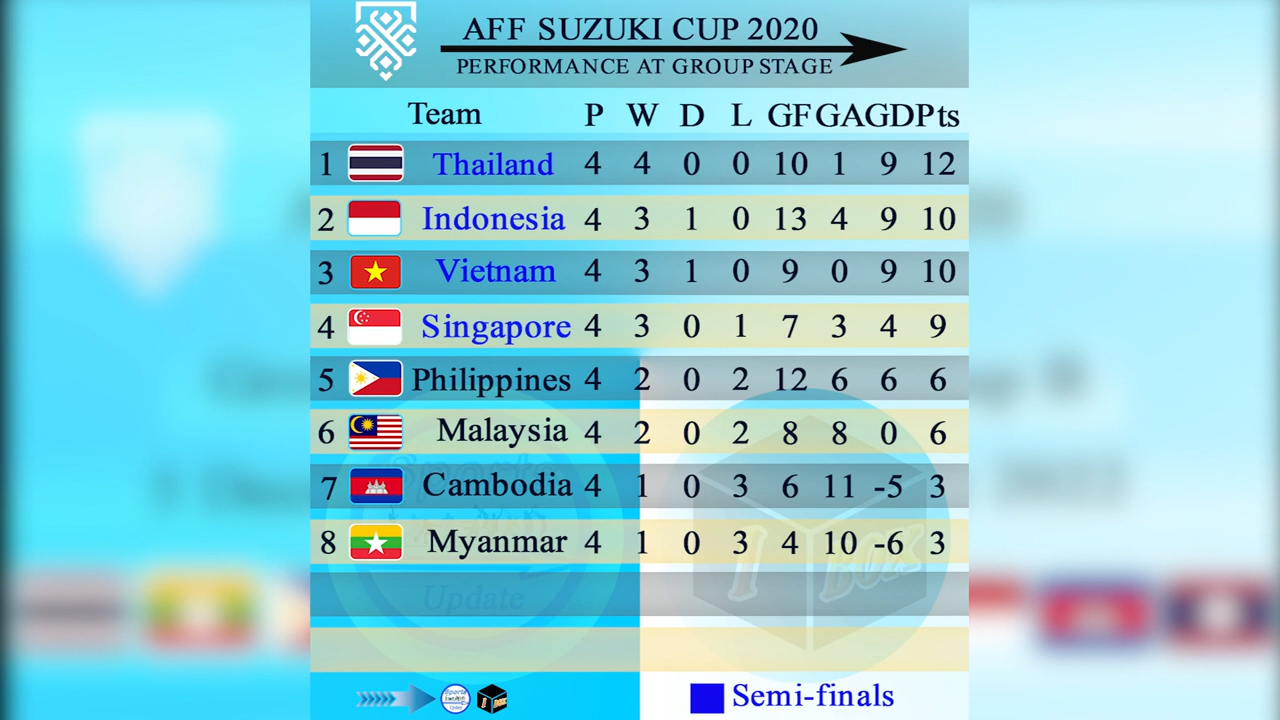 AFF SUZUKI CUP 2020
PERFORMANCE AT GROUP STAGE
Team P W D L GF GA GD Pts
1 Thailand 4 4 0 0 10 1 9 12
2 Indonesia 4 3 1 0 13 4 9 10
3 Vietnam 4 3 1 0 9 0 9 10
4 Singapore 4 3 0 1 7 3 4 9
5 Philippines 4 2 0 2 12 6 6 6
6 Malaysia 4 2 0 2 8 8 0 6
7 Cambodia 4 1 0 3 6 11 -5 3
8 Myanmar 4 1 0 3 4 10 -6 3
Update
I BOX
Semi-finals